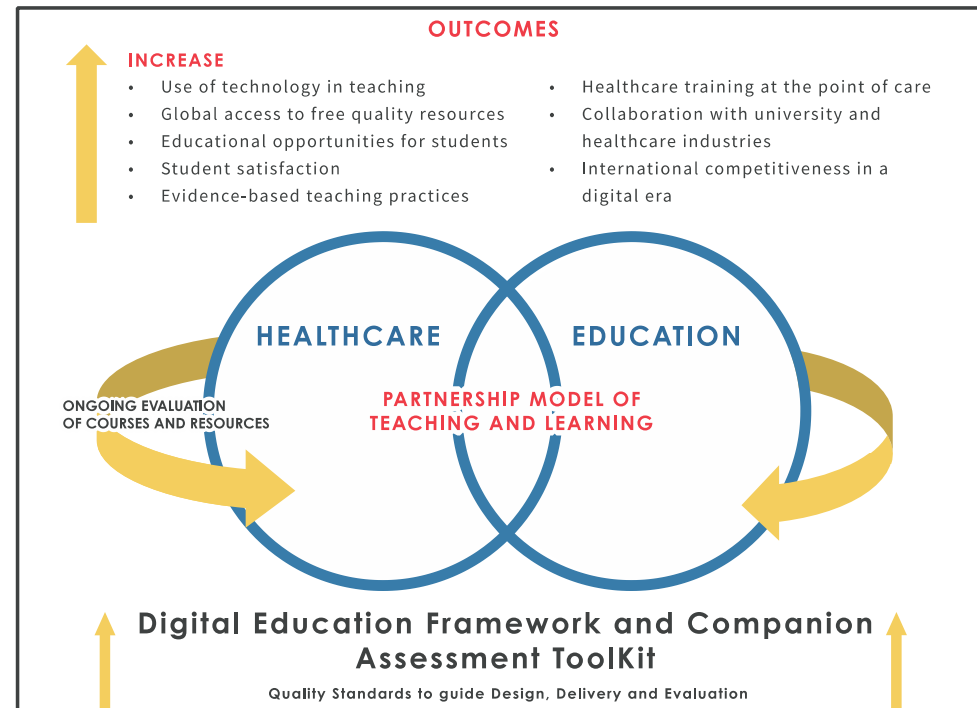 OUTCOMES
INCREASE
• Use of technology in teaching
• Global access to free quality resources
• Educational opportunities for students
• Student satisfaction
• Evidence-based teaching practices
• Healthcare training at the point of care
• Collaboration with university and
healthcare industries
• International competitiveness in a
digital era
HEALTHCARE
EDUCATION
PARTNERSHIP MODEL OF
TEACHING AND LEARNING
ONGOING EVALUATION
OF COURSES AND RESOURCES
Digital Education Framework and Companion
Assessment ToolKit
Quality Standards to guide Design, Delivery and Evaluation